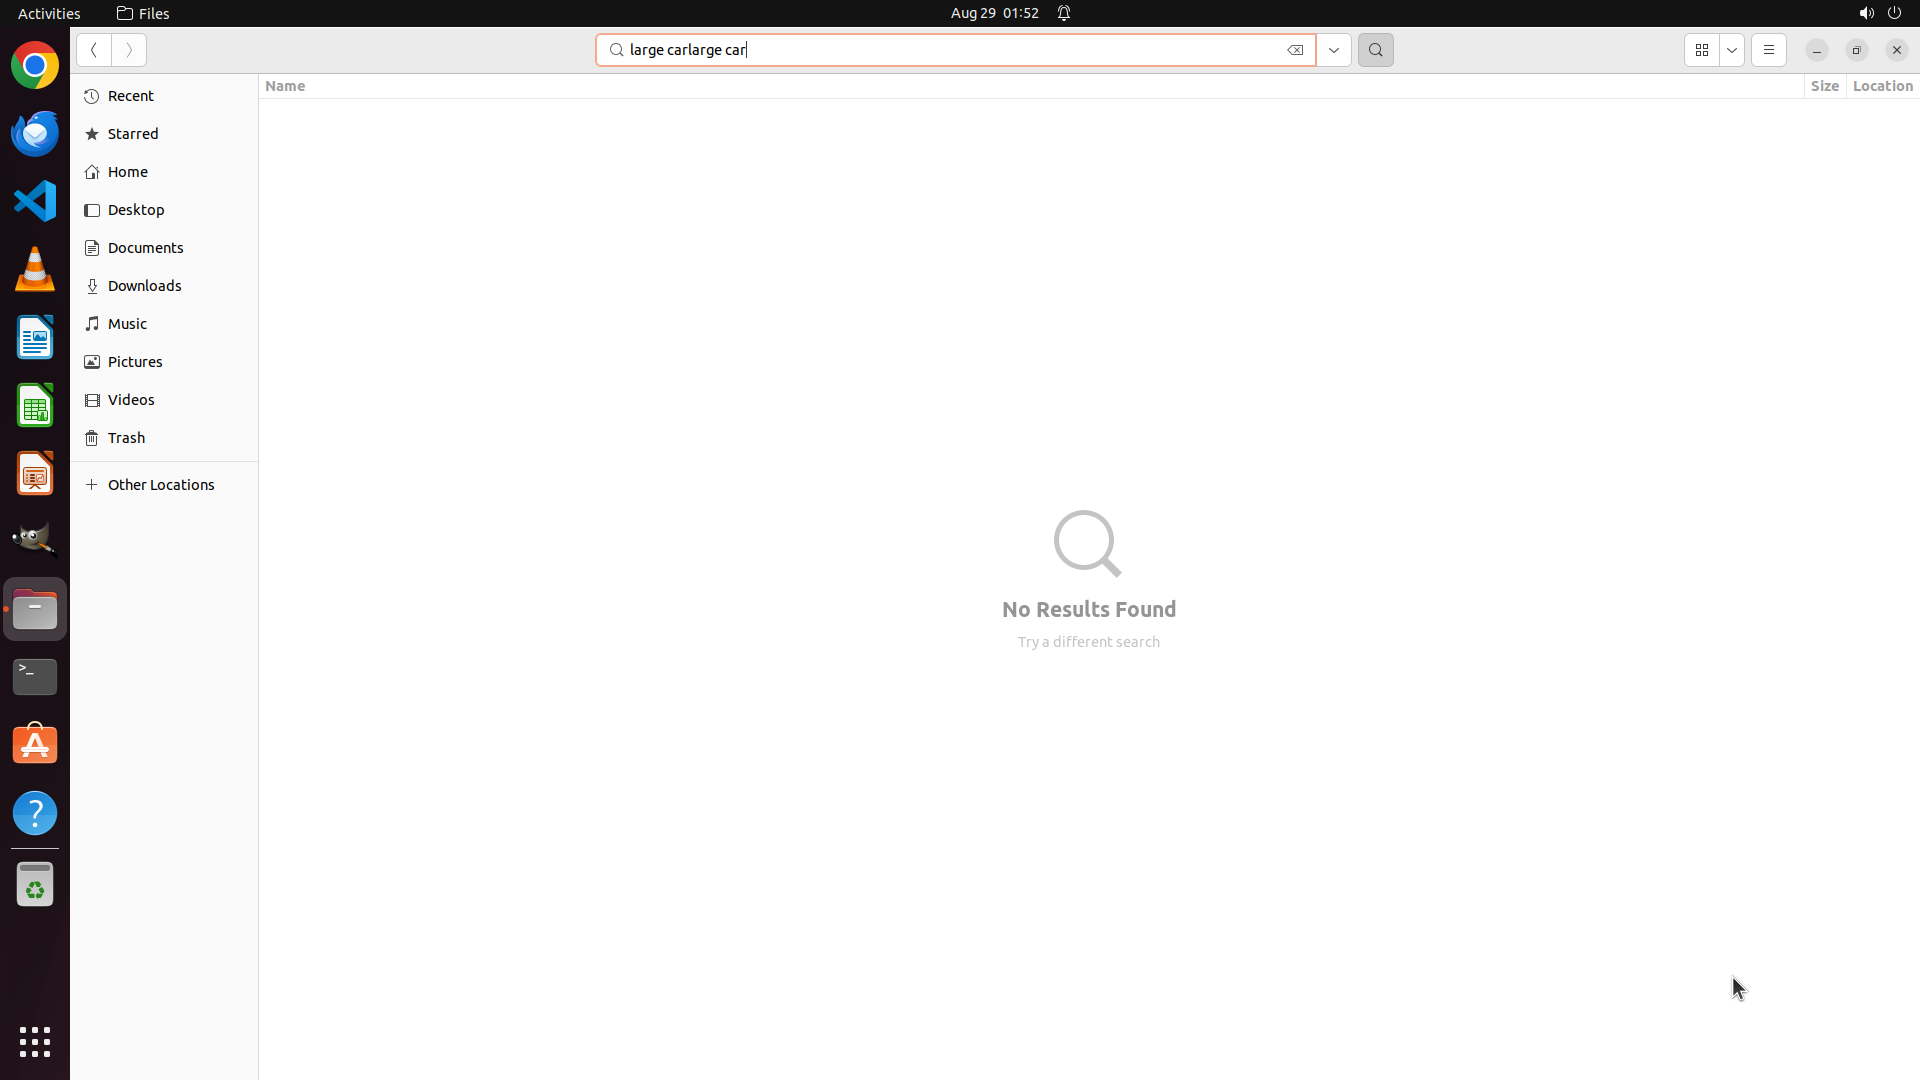 Activities
Files
Aug 29 01:52
large carlarge car
Name
Size
Location
Recent
Starred
Home
Desktop
Documents
Downloads
Music
Pictures
Videos
Trash
Other Locations
No Results Found
Try a different search